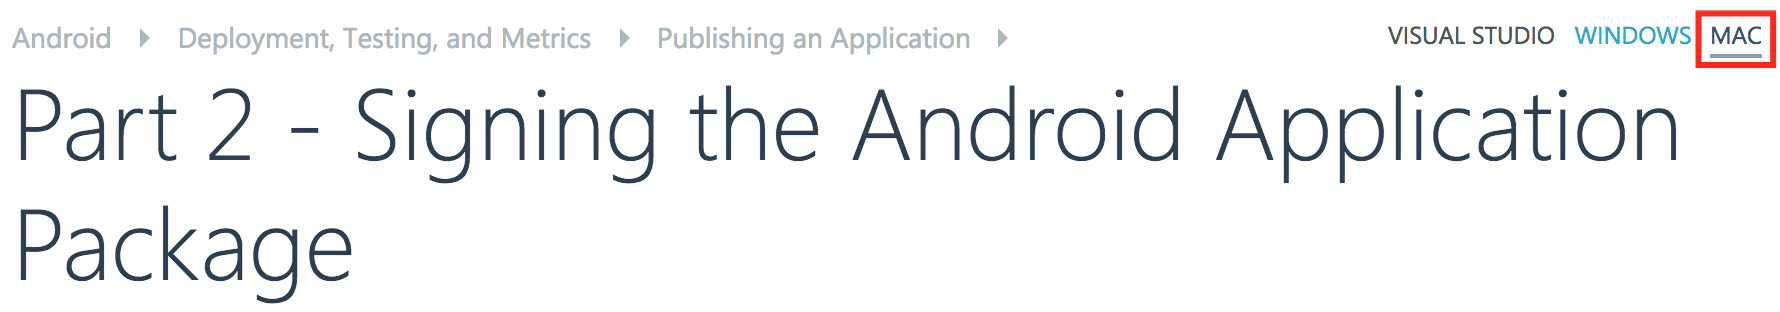 Android Deployment, Testing, and Metrics Publishing an Application VISUAL STUDIO WINDOWS MAC
Part 2 - Signing the Android Application
Package